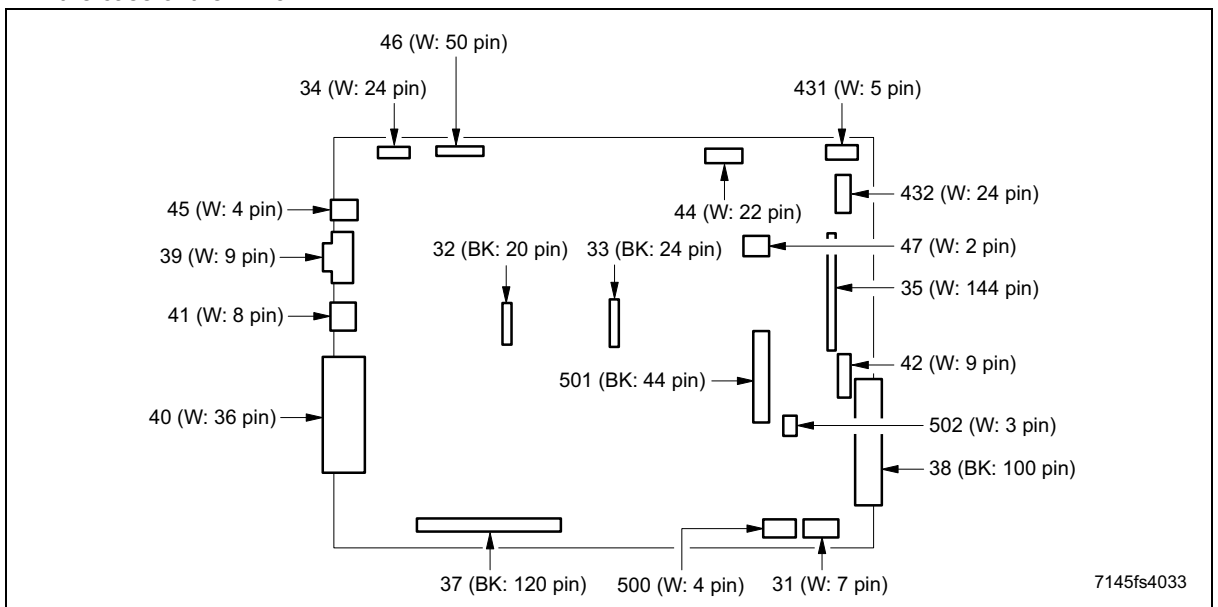 46 (W: 50 pin)
34 (W: 24 pin)
431 (W: 5 pin)
432 (W: 24 pin)
45 (W: 4 pin)
44 (W: 22 pin)
39 (W: 9 pin)
32 (BK: 20 pin)
33 (BK: 24 pin)
47 (W: 2 pin)
35 (W: 144 pin)
41 (W: 8 pin)
42 (W: 9 pin)
501 (BK: 44 pin)
40 (W: 36 pin)
502 (W: 3 pin)
38 (BK: 100 pin)
37 (BK: 120 pin)
500 (W: 4 pin)
31 (W: 7 pin)
7145fs4033